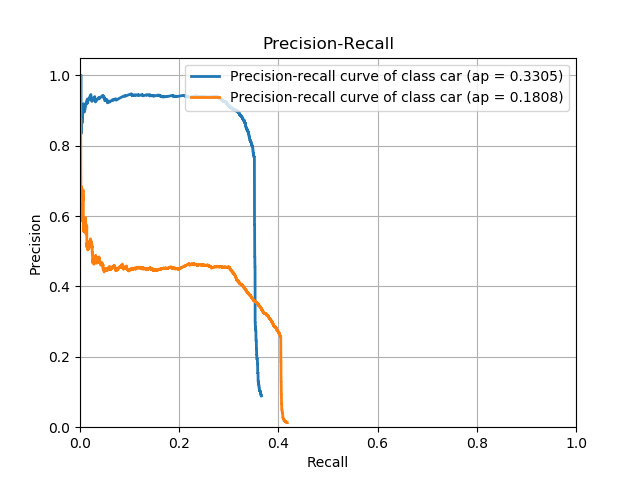 Precision-Recall
Precision-recall curve of class car (ap = 0.3305)
Precision-recall curve of class car (ap = 0.1808)
Precision
1.0
0.8
0.6
0.4
0.2
0.0
0.0 0.2 0.4 0.6 0.8 1.0
Recall